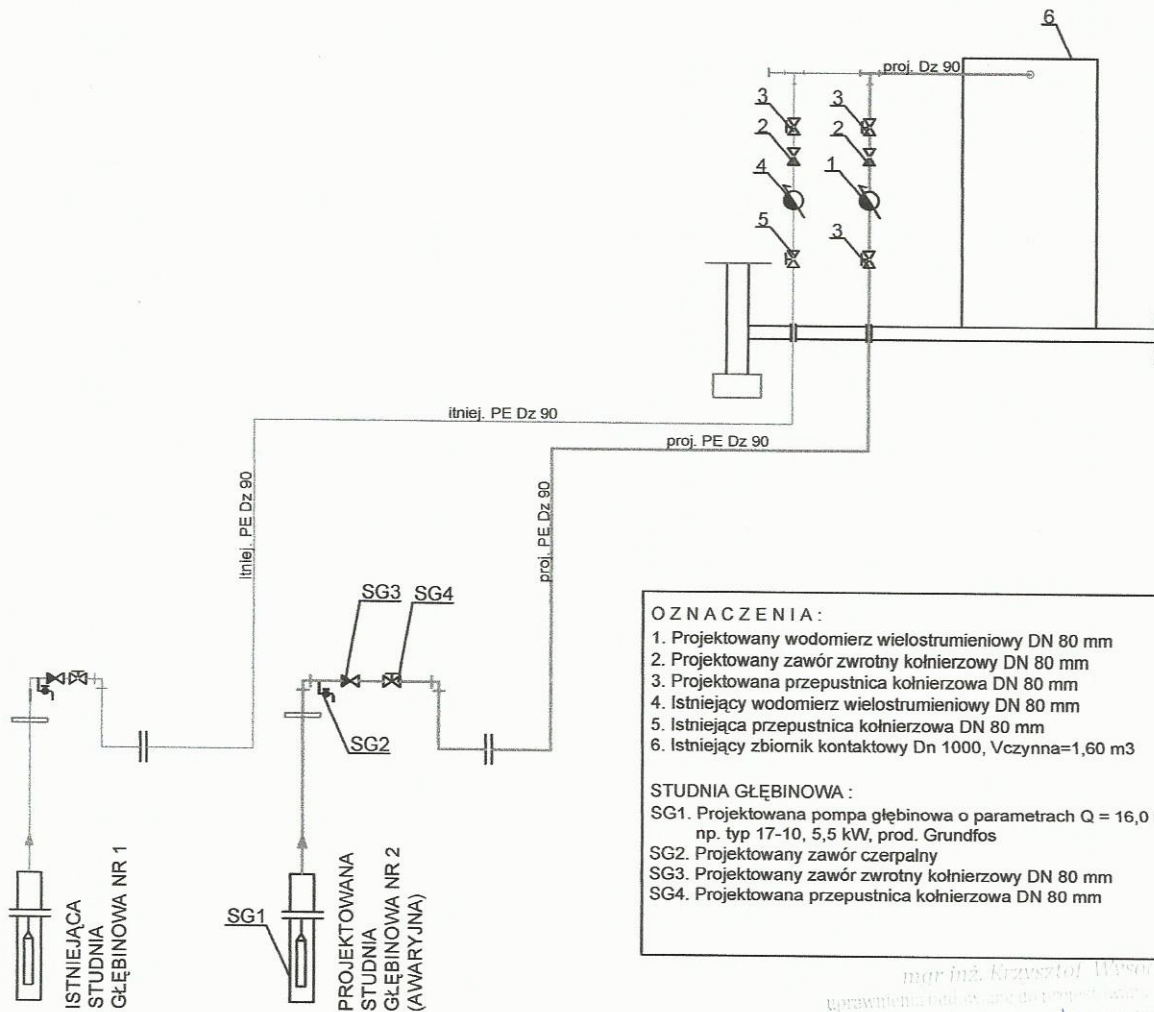 6
proj. Dz 90
3
3
2
2
4
1
5
3
itniej. PE Dz 90
proj. PE Dz 90
Itniej. PE Dz 90
proj. PE Dz 90
SG3
SG4
SG2
SG1
ISTNIEJĄCA
STUDNIA
GŁĘBINOWA NR 1
PROJEKTOWANA
STUDNIA
GŁĘBINOWA NR 2
(AWARYJNA)
OZNACZENIA:
1. Projektowany wodomierz wielostrumieniowy DN 80 mm
2. Projektowany zawór zwrotny kołnierzowy DN 80 mm
3. Projektowana przepustnica kołnierzowa DN 80 mm
4. Istniejący wodomierz wielostrumieniowy DN 80 mm
5. Istniejąca przepustnica kołnierzowa DN 80 mm
6. Istniejący zbiornik kontaktowy Dn 1000, Vczynna=1,60 m3
STUDNIA GŁĘBINOWA :
SG1. Projektowana pompa głębinowa o parametrach Q = 16,0
np. typ 17-10, 5,5 kW, prod. Grundfos
SG2. Projektowany zawór czerpalny
SG3. Projektowany zawór zwrotny kołnierzowy DN 80 mm
SG4. Projektowana przepustnica kołnierzowa DN 80 mm
mgr inż. Krzysztof
uprawnienia